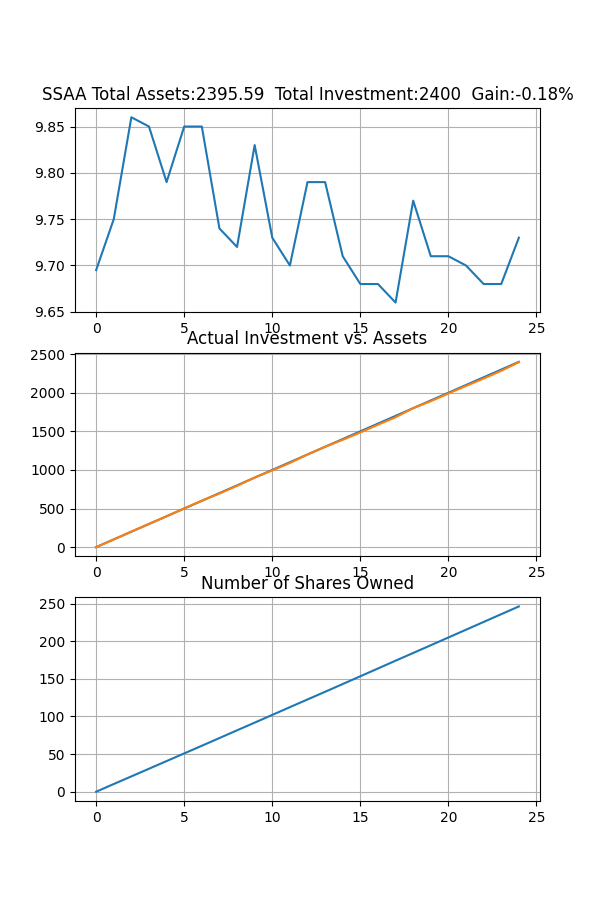 SSAA Total Assets:2395.59  Total Investment:2400  Gain:-0.18%
9.85
9.80
9.75
9.70
9.65
0 5 10 15 20 25
Actual Investment vs. Assets
2500
2000
1500
1000
500
0
0 5 10 15 20 25
Number of Shares Owned
250
200
150
100
50
0
0 5 10 15 20 25